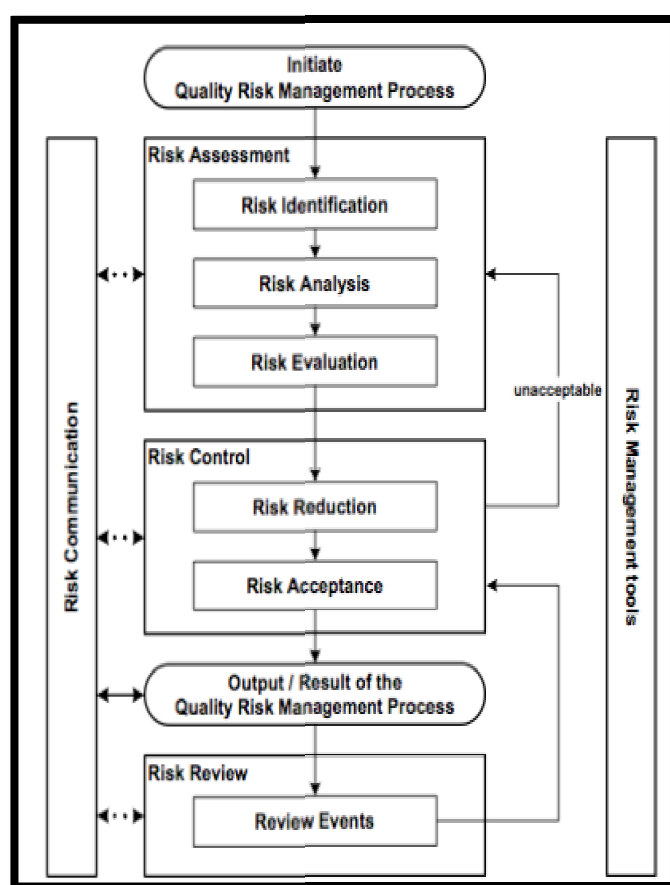 Initiate
Quality Risk Management Process
Risk Assessment
Risk Identification
Risk Analysis
Risk Evaluation
unacceptable
Risk Communication
Risk Management tools
Risk Control
Risk Reduction
Risk Acceptance
Output / Result of the
Quality Risk Management Process
Risk Review
Review Events